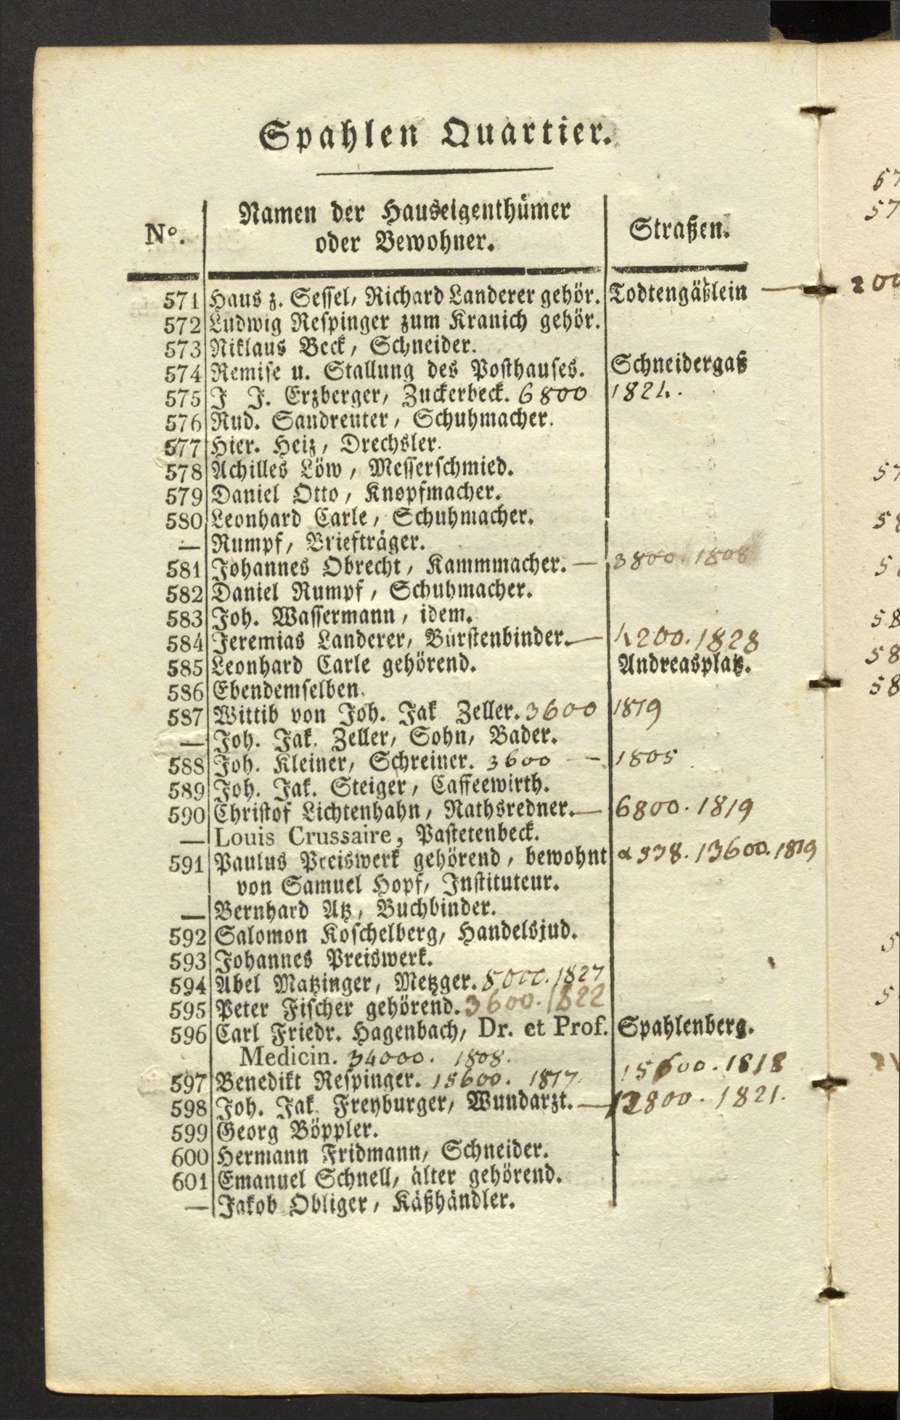 Spahlen Quartier.
Nº. Namen der Hauseigenthümer oder Bewohner. Straßen.
571 Haus z. Sessel, Richard Landerer gehör. Todtengäßlein —
572 Ludwig Respinger zum Kranich gehör.
573 Niklaus Beck, Schneider.
574 Remise u. Stallung des Posthauses. Schneidergaß
575 J J. Erzberger, Zuckerbeck. 6800 1821.
576 Rud. Sandreuter, Schuhmacher.
577 Hier. Heiz, Drechsler.
578 Achilles Löw, Messerschmied.
579 Daniel Otto, Knopfmacher.
580 Leonhard Carle, Schuhmacher.
— Rumpf, Briefträger.
581 Johannes Obrecht, Kammmacher. — 3800. 1808
582 Daniel Rumpf, Schuhmacher.
583 Joh. Wassermann, idem.
584 Jeremias Landerer, Bürstenbinder. — 4200. 1828
585 Leonhard Carle gehörend. Andreasplatz.
586 Ebendemselben.
587 Wittib von Joh. Jak Zeller. 3600 1819
— Joh. Jak. Zeller, Sohn, Bader.
588 Joh. Kleiner, Schreiner. 3600 — 1805
589 Joh. Jak. Steiger, Caffeewirth.
590 Christof Lichtenhahn, Rathsredner. — 6800. 1819
— Louis Crussaire, Pastetenbeck.
591 Paulus Preiswerk gehörend, bewohnt 938. 13600. 1819
von Samuel Hopf, Instituteur.
— Bernhard Atz, Buchbinder.
592 Salomon Koschelberg, Handelsjud.
593 Johannes Preiswerk.
594 Abel Matzinger, Metzger. 5000. 1827
595 Peter Fischer gehörend. 3600. 1822
596 Carl Friedr. Hagenbach, Dr. et Prof. Spahlenberg.
Medicin. 34000. 1808.
597 Benedikt Respinger. 15600. 1817 15600. 1818
598 Joh. Jak. Freyburger, Wundarzt. — 12800. 1821.
599 Georg Böppler.
600 Hermann Fridmann, Schneider.
601 Emanuel Schnell, älter gehörend.
— Jakob Obliger, Käßhändler.